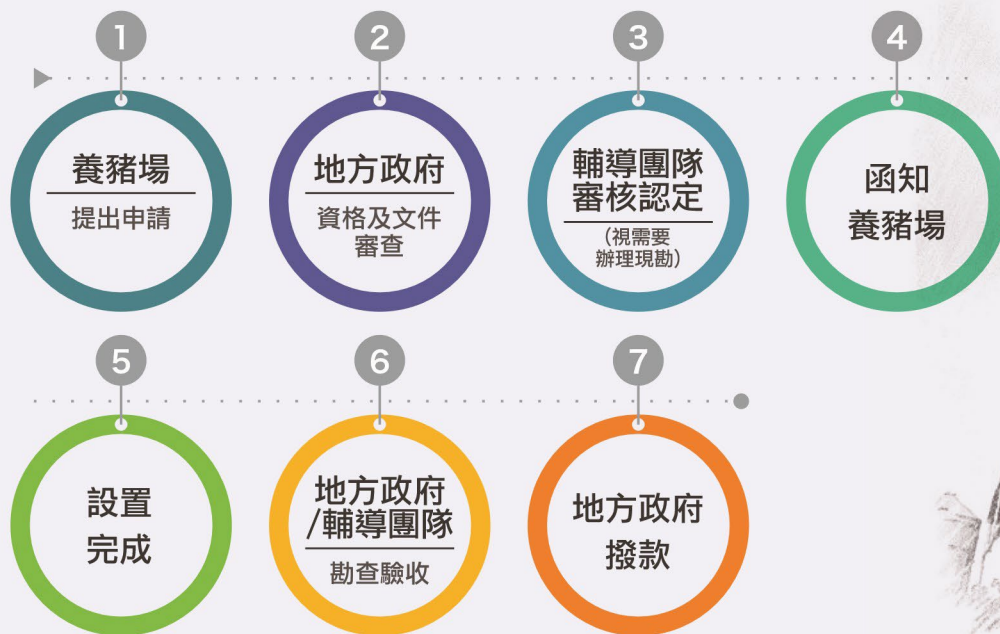 1
養豬場
提出申請
2
地方政府
資格及文件
審查
3
輔導團隊
審核認定
(視需要
辦理現勘)
4
函知
養豬場
5
設置
完成
6
地方政府
/輔導團隊
勘查驗收
7
地方政府
撥款